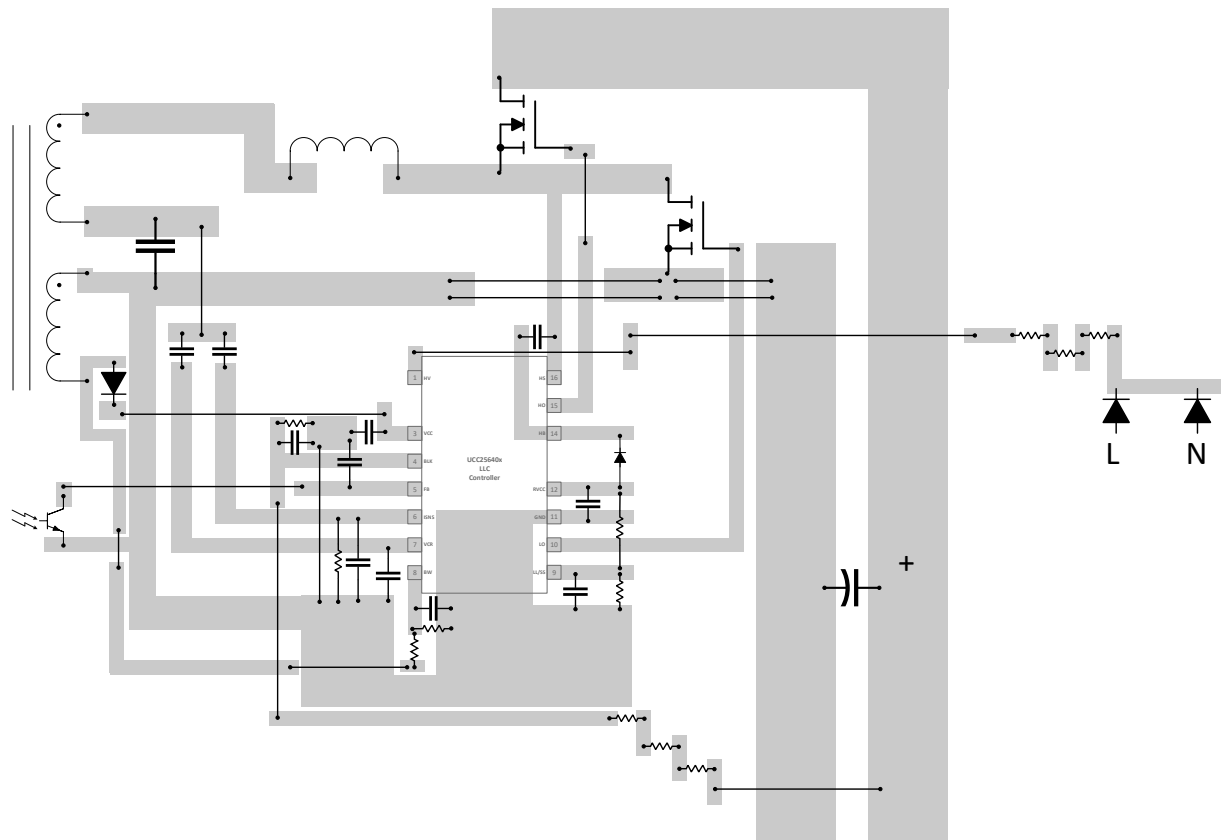 1 HV
HS 16
HO 15
3 VCC
HB 14
4 BLK
UCC25640x
LLC
Controller
5 FB
RVCC 12
6 ISNS
GND 11
7 VCR
LO 10
8 BW
LL/SS 9
L N
+